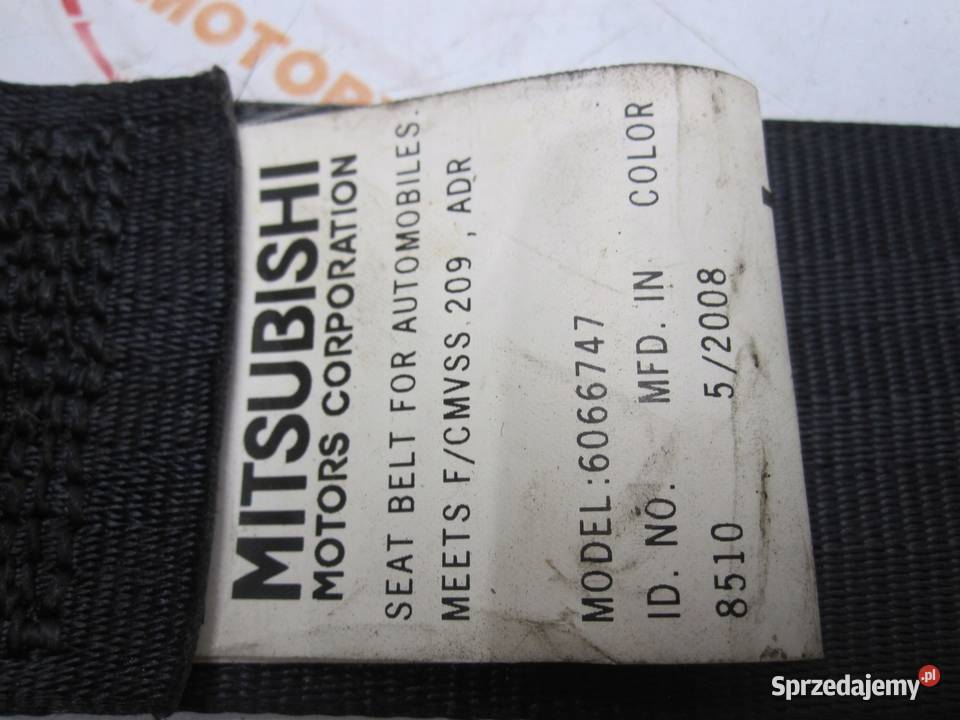 MOTOR
MITSUBISHI
MOTORS CORPORATION
SEAT BELT FOR AUTOMOBILES.
MEETS F/CMVSS.209 , ADR
MODEL:6066747
ID. NO. MFD. IN COLOR
8510 5/2008
Sprzedajemy.pl